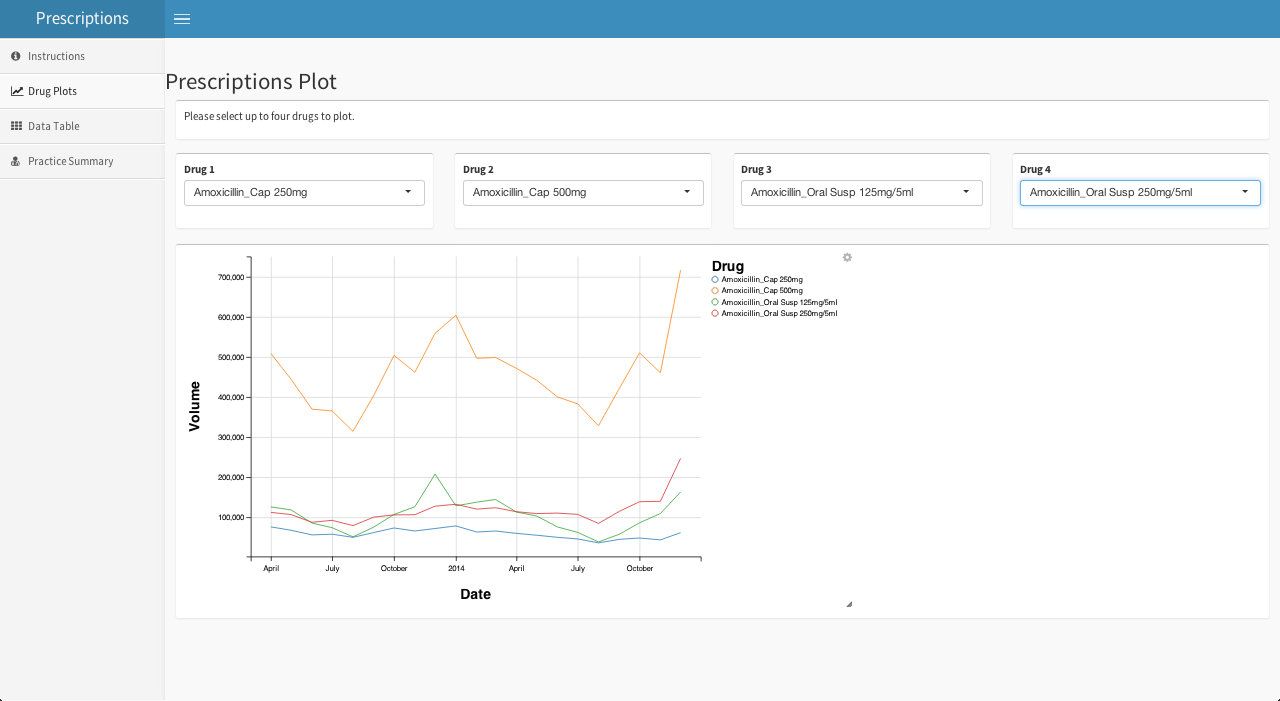 Prescriptions
Instructions
Drug Plots
Data Table
Practice Summary
Prescriptions Plot
Please select up to four drugs to plot.
Drug 1
Amoxicillin_Cap 250mg
Drug 2
Amoxicillin_Cap 500mg
Drug 3
Amoxicillin_Oral Susp 125mg/5ml
Drug 4
Amoxicillin_Oral Susp 250mg/5ml
Volume
700,000
600,000
500,000
400,000
300,000
200,000
100,000
April July October 2014 April July October
Date
Drug
Amoxicillin_Cap 250mg
Amoxicillin_Cap 500mg
Amoxicillin_Oral Susp 125mg/5ml
Amoxicillin_Oral Susp 250mg/5ml